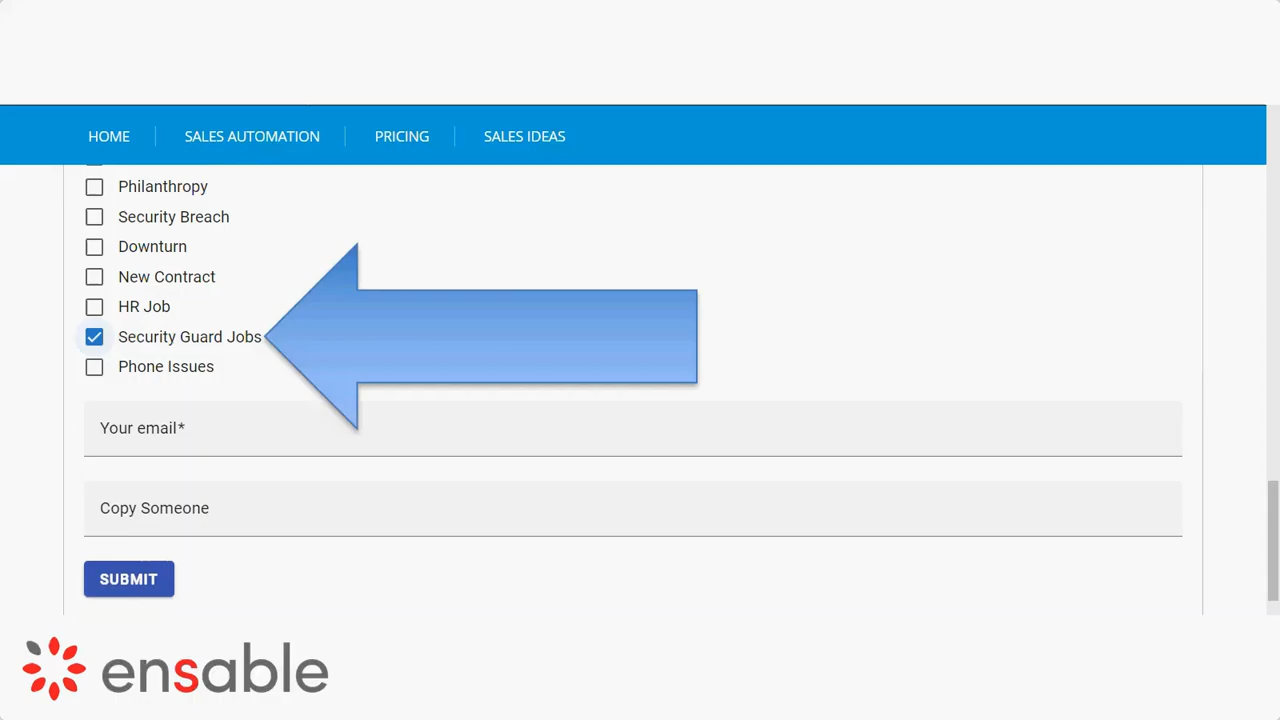 HOME
SALES AUTOMATION
PRICING
SALES IDEAS
Philanthropy
Security Breach
Downturn
New Contract
HR Job
Security Guard Jobs
Phone Issues
Your email*
Copy Someone
SUBMIT
ensable